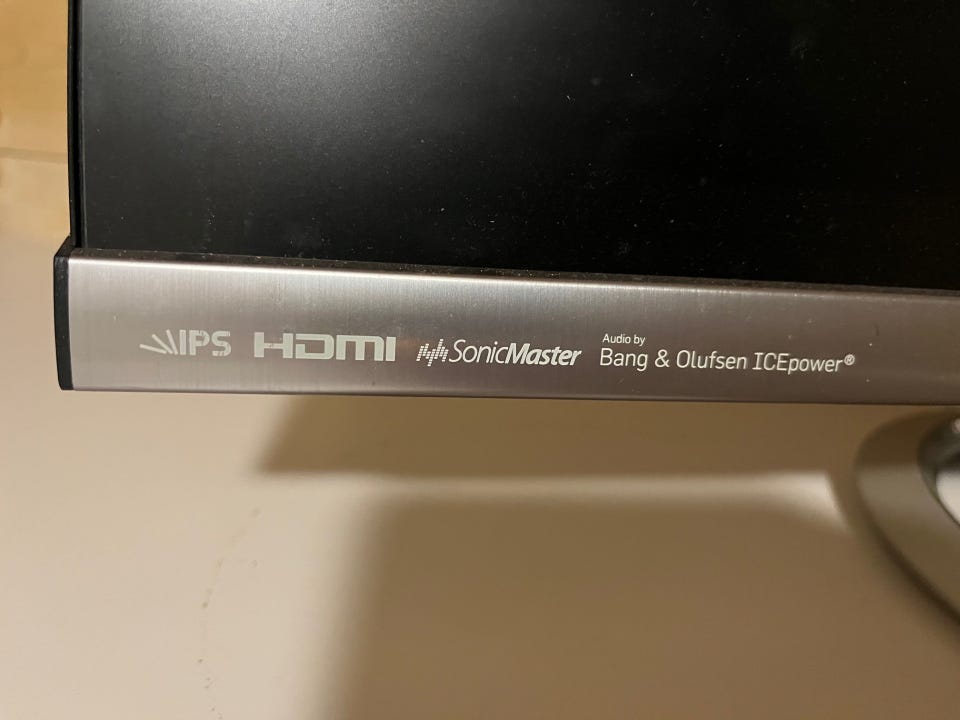 IPS HDMI SonicMaster
Audio by
Bang & Olufsen ICEpower®